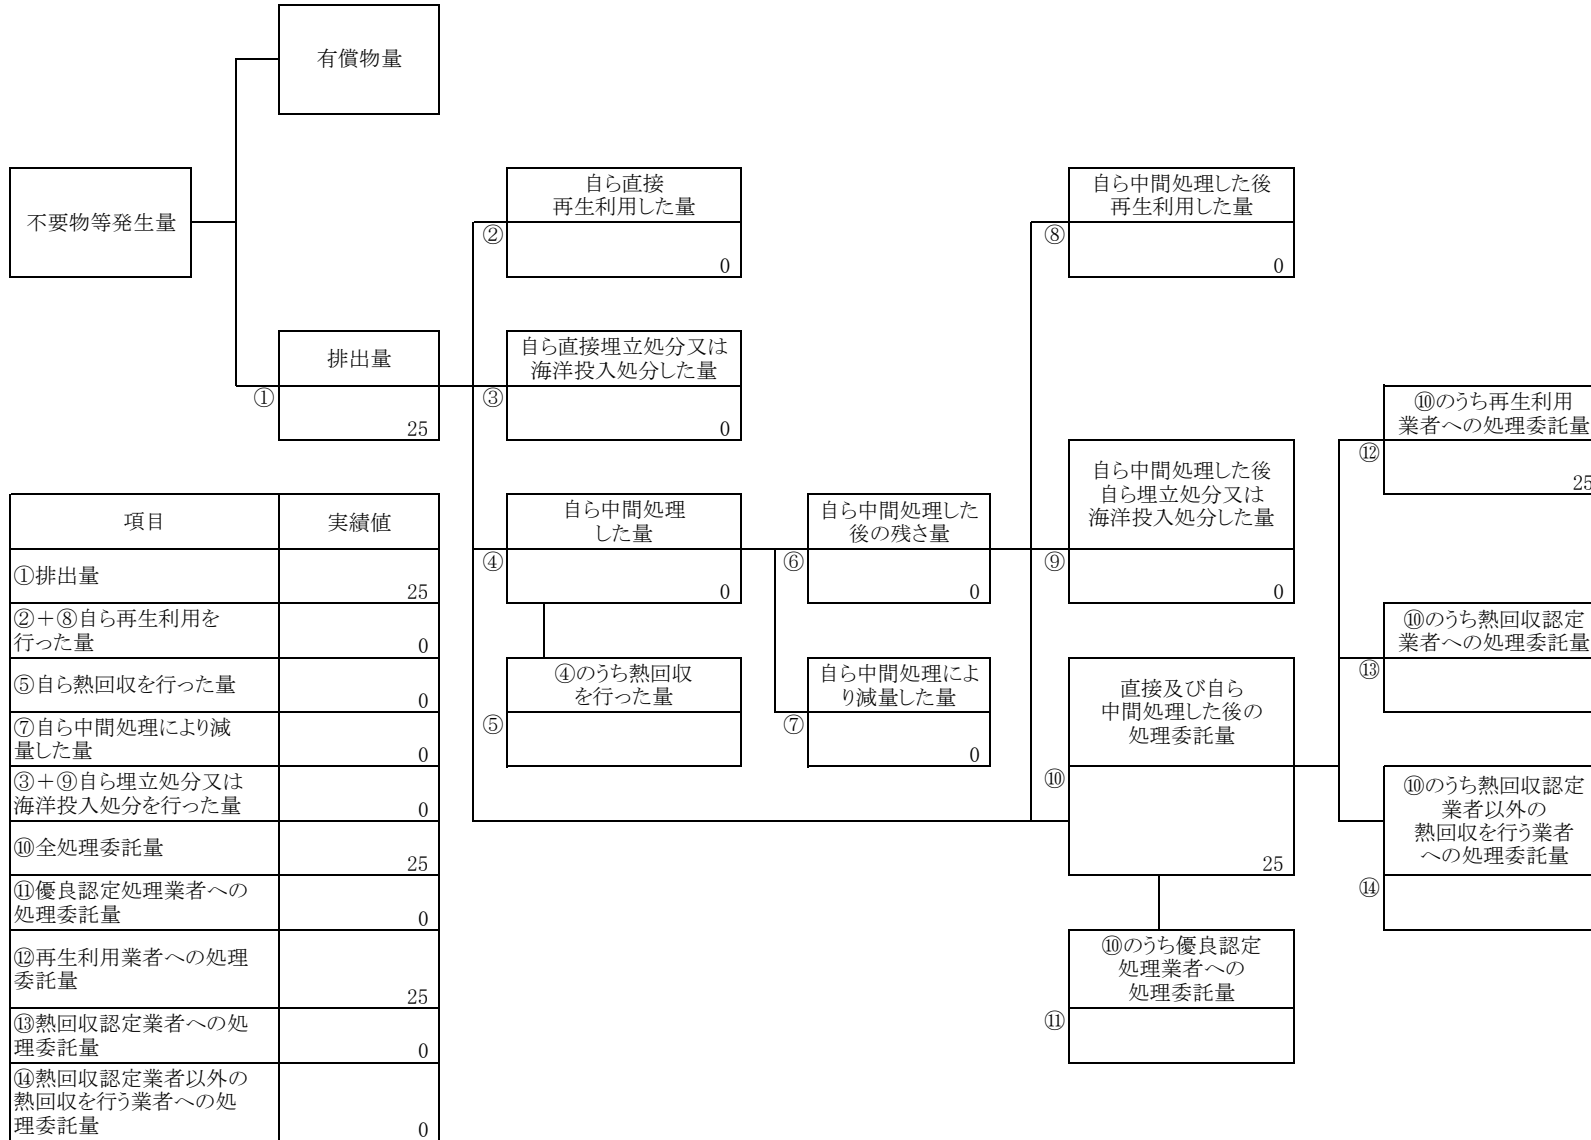 有償物量
不要物等発生量
自ら直接
再生利用した量
②
0
自ら中間処理した後
再生利用した量
⑧
0
排出量
①
25
自ら直接埋立処分又は
海洋投入処分した量
③
0
⑩のうち再生利用
業者への処理委託量
⑫
25
自ら中間処理
した量
④
0
自ら中間処理した
後の残さ量
⑥
0
自ら中間処理した後
自ら埋立処分又は
海洋投入処分した量
⑨
0
⑩のうち熱回収認定
業者への処理委託量
⑬
④のうち熱回収
を行った量
⑤
自ら中間処理によ
り減量した量
⑦
0
直接及び自ら
中間処理した後の
処理委託量
⑩
25
⑩のうち熱回収認定
業者以外の
熱回収を行う業者
への処理委託量
⑭
⑩のうち優良認定
処理業者への
処理委託量
⑪
項目 実績値
①排出量
25
②＋⑧自ら再生利用を
行った量 0
⑤自ら熱回収を行った量
0
⑦自ら中間処理により減
量した量 0
③＋⑨自ら埋立処分又は
海洋投入処分を行った量 0
⑩全処理委託量
25
⑪優良認定処理業者への
処理委託量 0
⑫再生利用業者への処理
委託量
25
⑬熱回収認定業者への処
理委託量 0
⑭熱回収認定業者以外の
熱回収を行う業者への処
理委託量 0